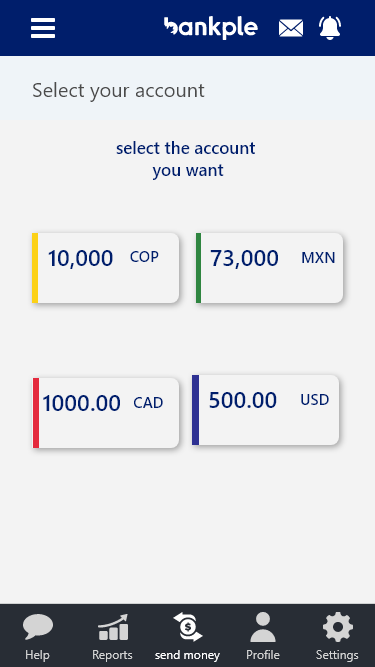 bankple
Select your account
select the account
you want
10,000 COP
73,000 MXN
1000.00 CAD
500.00 USD
$
Help
Reports
send money
Profile
Settings